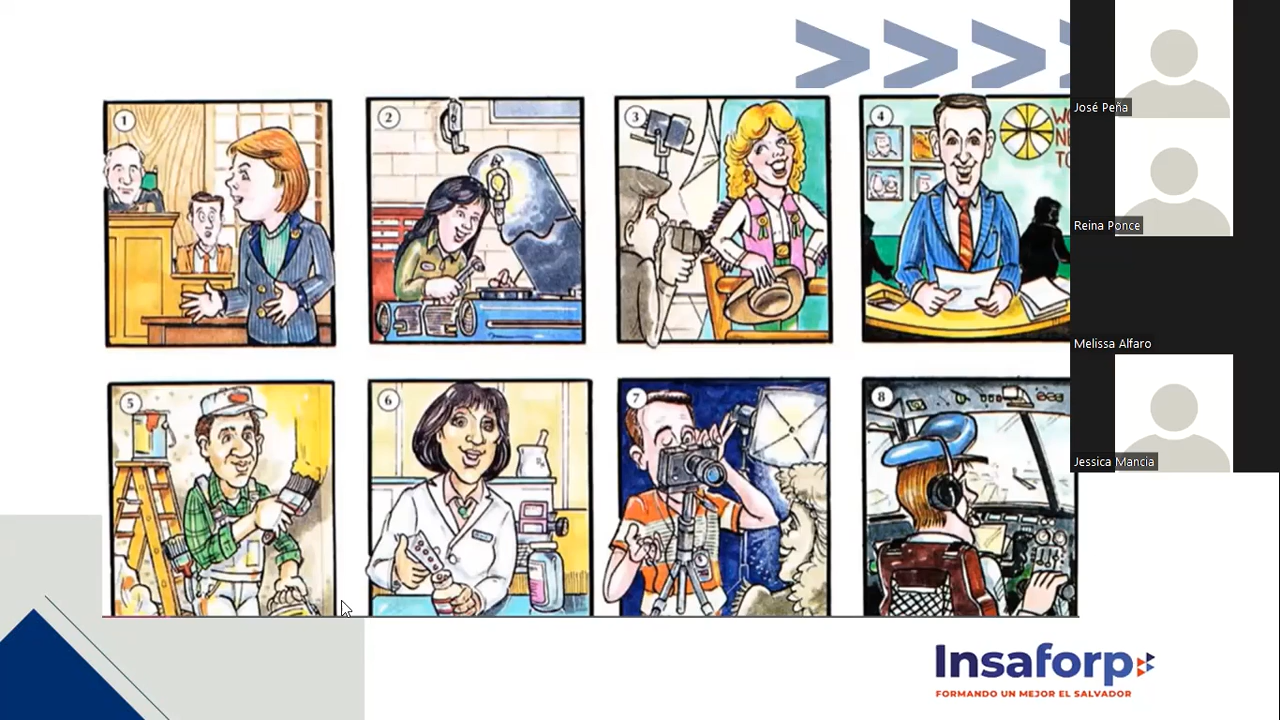 1
2
3
4
5
6
7
8
José Peña
Reina Ponce
Melissa Alfaro
Jessica Mancia
Insaforp
FORMANDO UN MEJOR EL SALVADOR